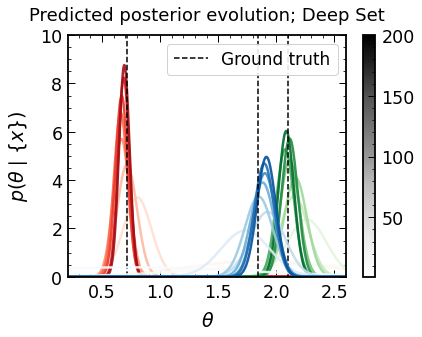 Predicted posterior evolution; Deep Set
Ground truth
p(θ | {x})
10
8
6
4
2
0
0.5 1.0 1.5 2.0 2.5
θ
200
150
100
50